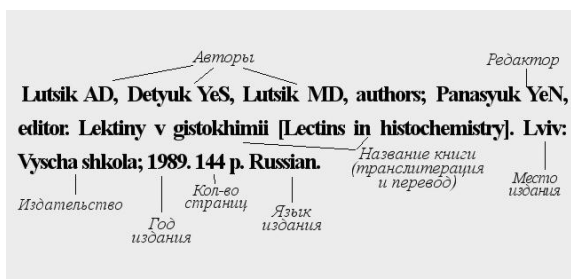 Авторы
Редактор
Lutsik AD, Detyuk YeS, Lutsik MD, authors; Panasyuk YeN,
editor. Lektiny v gistokhimii [Lectins in histochemistry]. Lviv:
Vyscha shkola; 1989. 144 p. Russian.
Издательство
Год
издания
Кол-во
страниц
Язык
издания
Название книги
(транслитерация
и перевод)
Место
издания